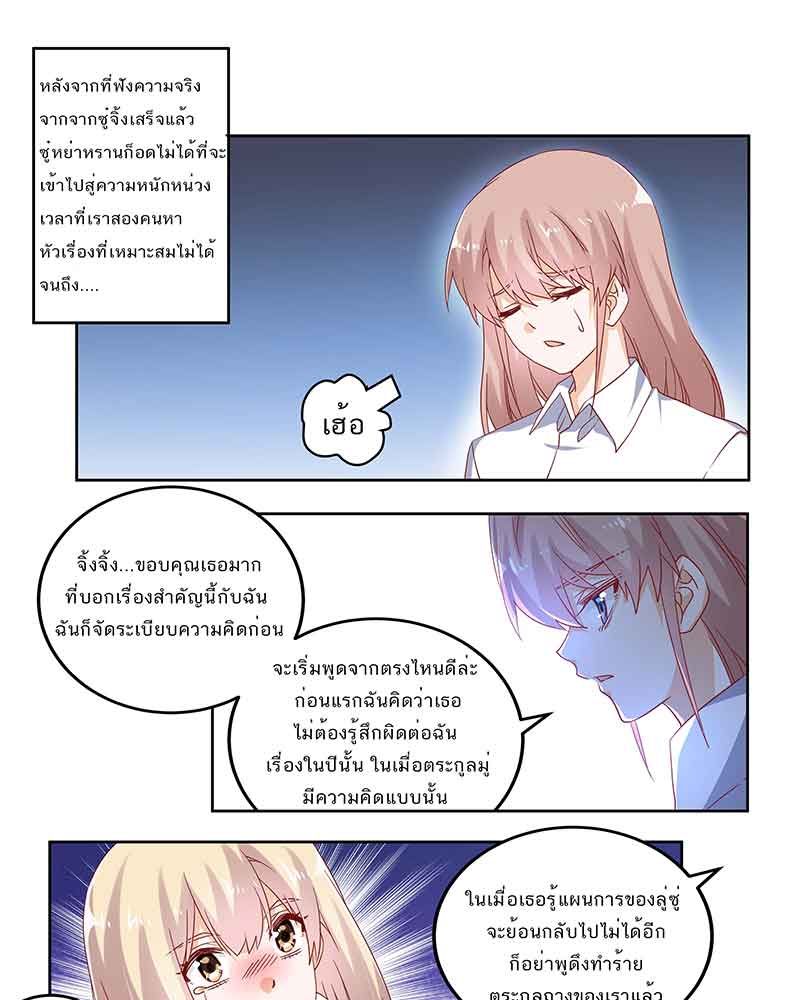 หลังจากที่ฟังความจริง
จากจากซู่จิ้งเสร็จแล้ว
ซู่หย่าหรานก็อดไม่ได้ที่จะ
เข้าไปสู่ความหนักหน่วง
เวลาที่เราสองคนหา
หัวเรื่องที่เหมาะสมไม่ได้
จนถึง....
เฮ้อ
จิ้งจิ้ง...ขอบคุณเธอมาก
ที่บอกเรื่องสำคัญนี้กับฉัน
ฉันก็จัดระเบียบความคิดก่อน
จะเริ่มพูดจากตรงไหนดีล่ะ
ก่อนแรกฉันคิดว่าเธอ
ไม่ต้องรู้สึกผิดต่อฉัน
เรื่องในปีนั้น ในเมื่อตระกูลมู่
มีความคิดแบบนั้น
ในเมื่อเธอรู้แผนการของลู่ซู่
จะย้อนกลับไปไม่ได้อีก
ก็อย่าพูดึงทำร้าย
ตระกูลถางของเราแล้ว